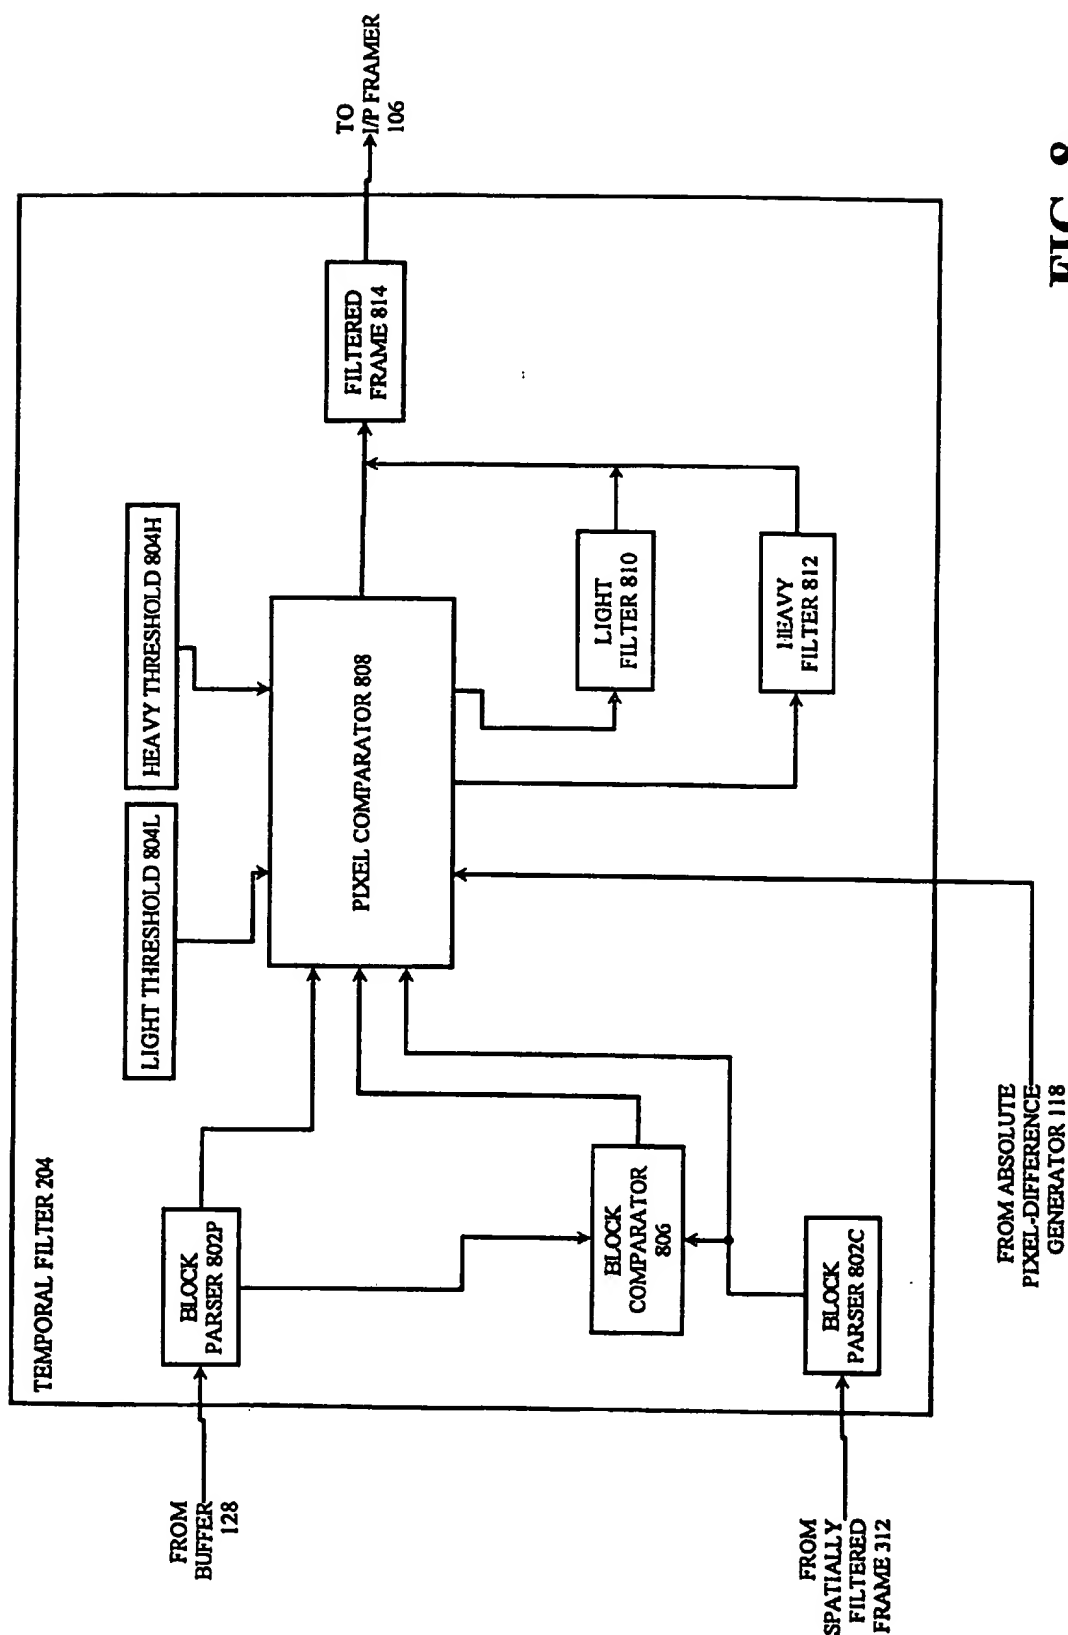 TEMPORAL FILTER 204
FROM
BUFFER
128
BLOCK
PARSER 802P
LIGHT THRESHOLD 804L
HEAVY THRESHOLD 804H
PIXEL COMPARATOR 808
BLOCK
COMPARATOR
806
FROM
SPATIALLY
FILTERED
FRAME 312
BLOCK
PARSER 802C
FROM ABSOLUTE
PIXEL-DIFFERENCE
GENERATOR 118
LIGHT
FILTER 810
HEAVY
FILTER 812
FILTERED
FRAME 814
TO
I/P FRAMER
106